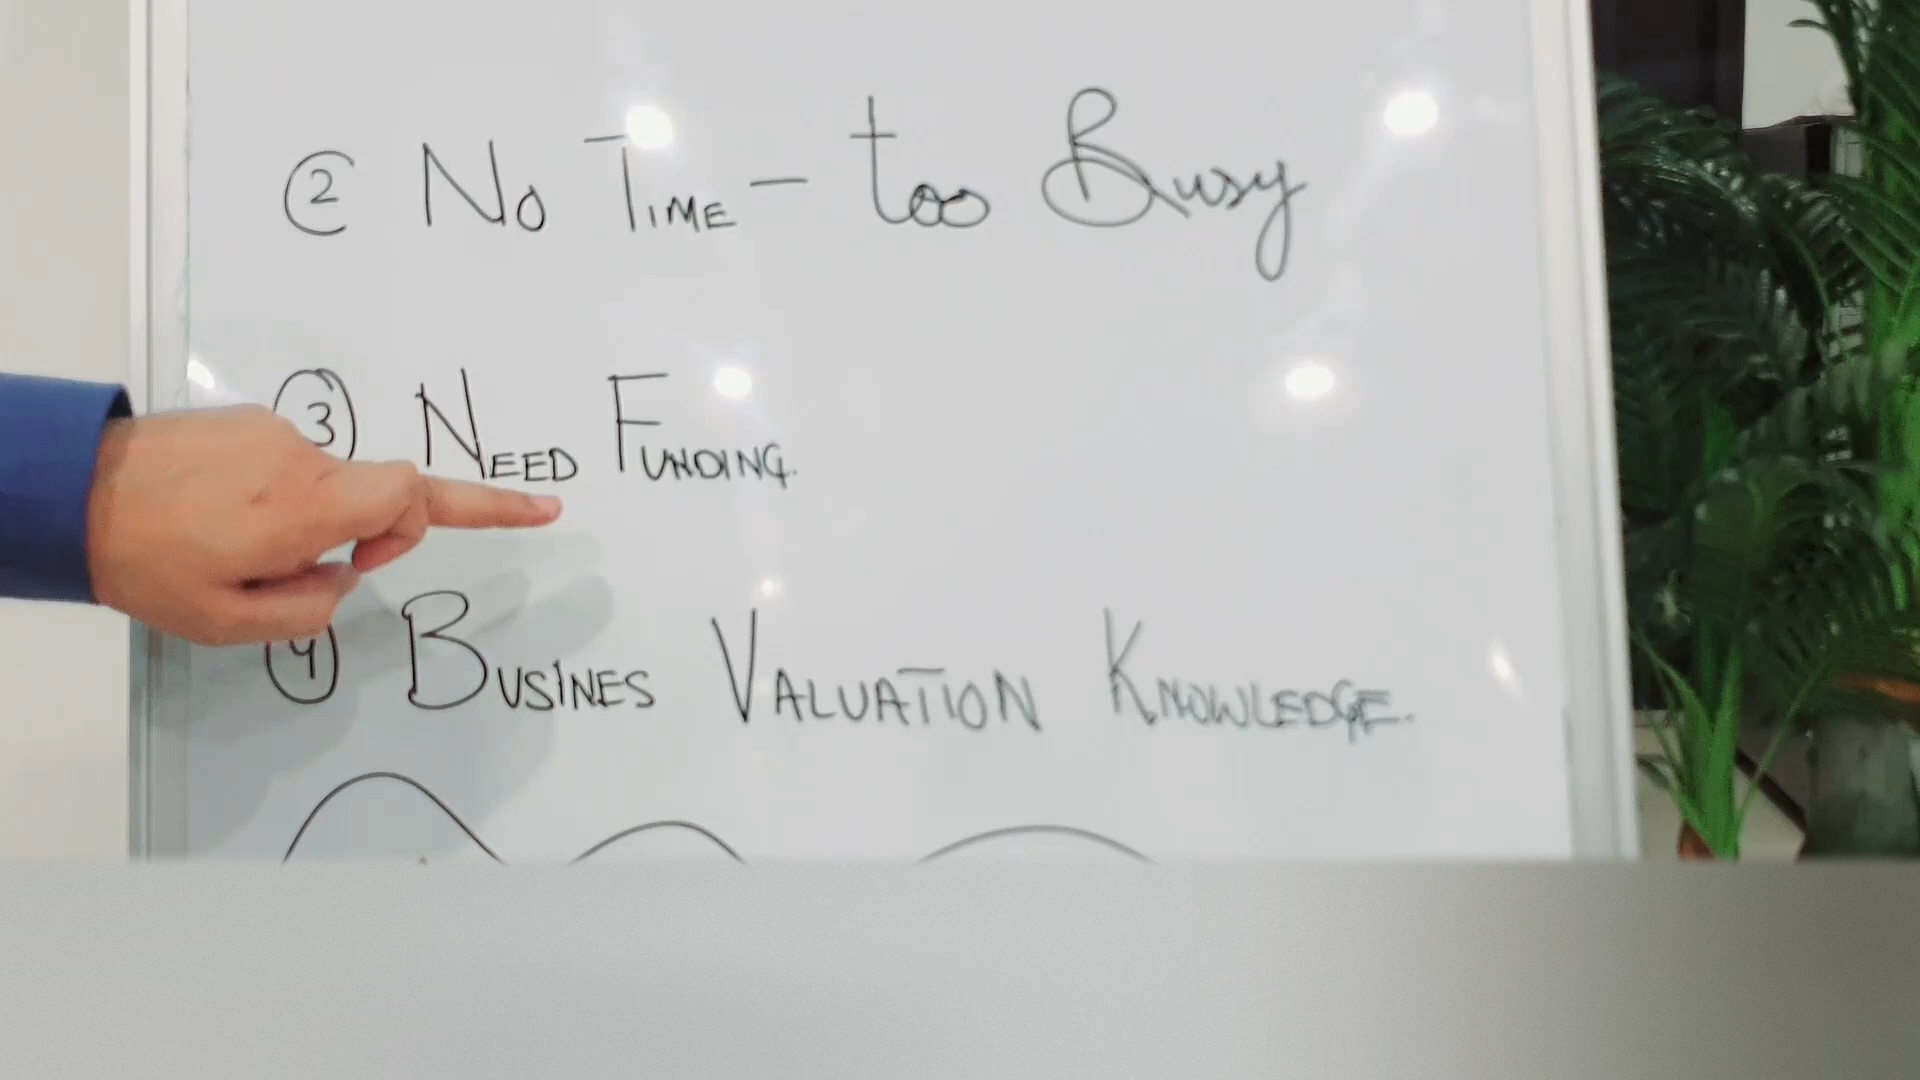 2 No Time - too Busy
3 NEED FUNDING.
4 BUSINES VALUATION KNOWLEDGE.